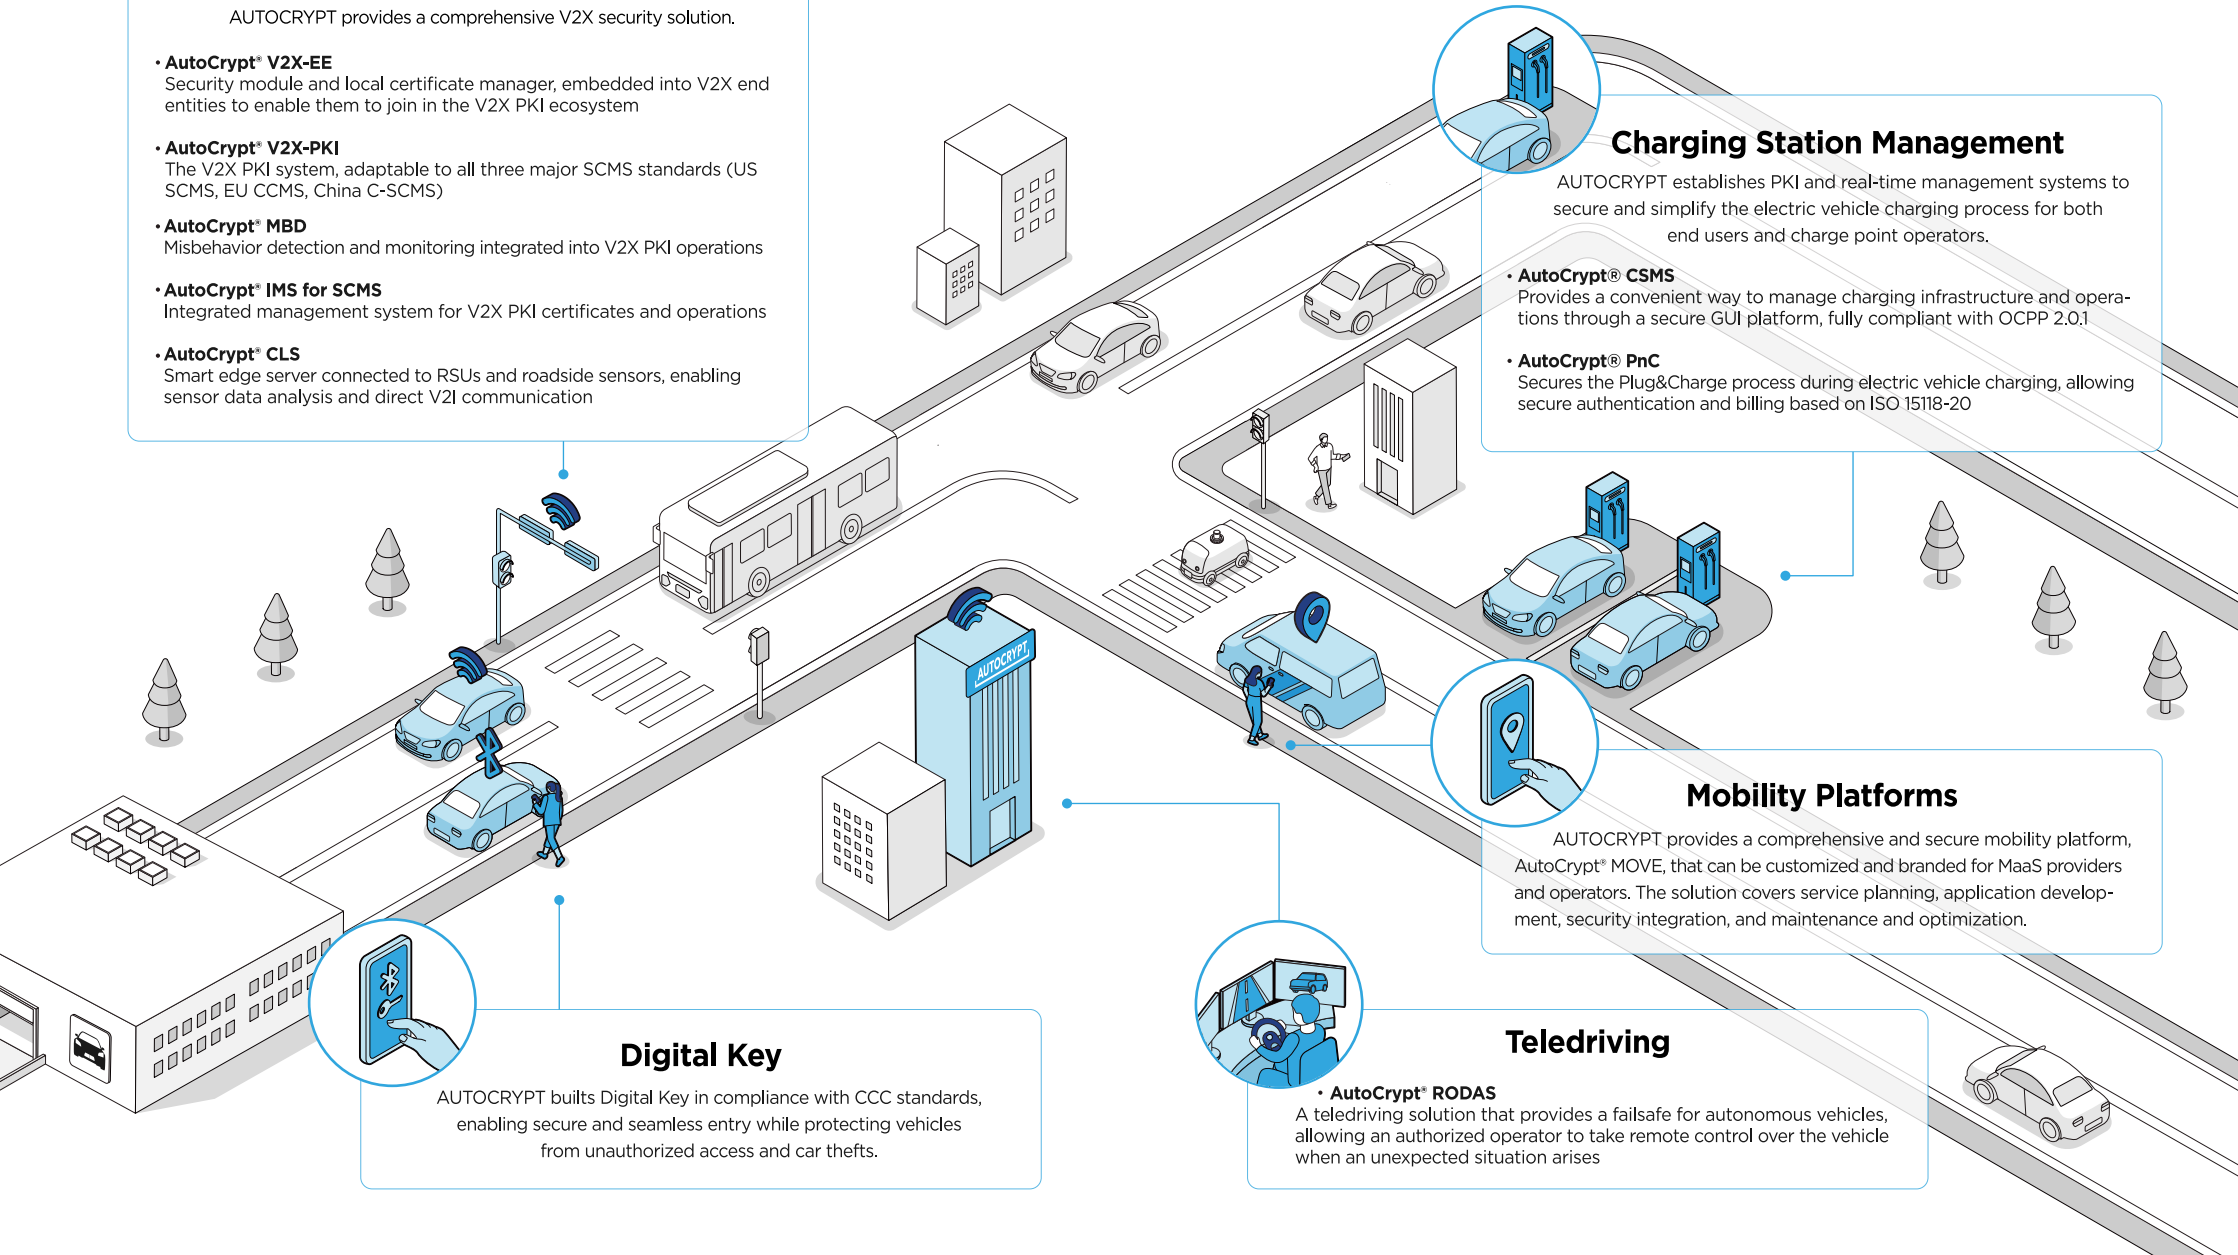 AUTOCRYPT provides a comprehensive V2X security solution.
• AutoCrypt® V2X-EE
Security module and local certificate manager, embedded into V2X end
entities to enable them to join in the V2X PKI ecosystem
• AutoCrypt® V2X-PKI
The V2X PKI system, adaptable to all three major SCMS standards (US
SCMS, EU CCMS, China C-SCMS)
• AutoCrypt® MBD
Misbehavior detection and monitoring integrated into V2X PKI operations
• AutoCrypt® IMS for SCMS
Integrated management system for V2X PKI certificates and operations
• AutoCrypt® CLS
Smart edge server connected to RSUs and roadside sensors, enabling
sensor data analysis and direct V2I communication
Charging Station Management
AUTOCRYPT establishes PKI and real-time management systems to
secure and simplify the electric vehicle charging process for both
end users and charge point operators.
• AutoCrypt® CSMS
Provides a convenient way to manage charging infrastructure and opera-
tions through a secure GUI platform, fully compliant with OCPP 2.0.1
• AutoCrypt® PnC
Secures the Plug&Charge process during electric vehicle charging, allowing
secure authentication and billing based on ISO 15118-20
AUTOCRYPT
Mobility Platforms
AUTOCRYPT provides a comprehensive and secure mobility platform,
AutoCrypt® MOVE, that can be customized and branded for MaaS providers
and operators. The solution covers service planning, application develop-
ment, security integration, and maintenance and optimization.
Digital Key
AUTOCRYPT builts Digital Key in compliance with CCC standards,
enabling secure and seamless entry while protecting vehicles
from unauthorized access and car thefts.
Teledriving
• AutoCrypt® RODAS
A teledriving solution that provides a failsafe for autonomous vehicles,
allowing an authorized operator to take remote control over the vehicle
when an unexpected situation arises